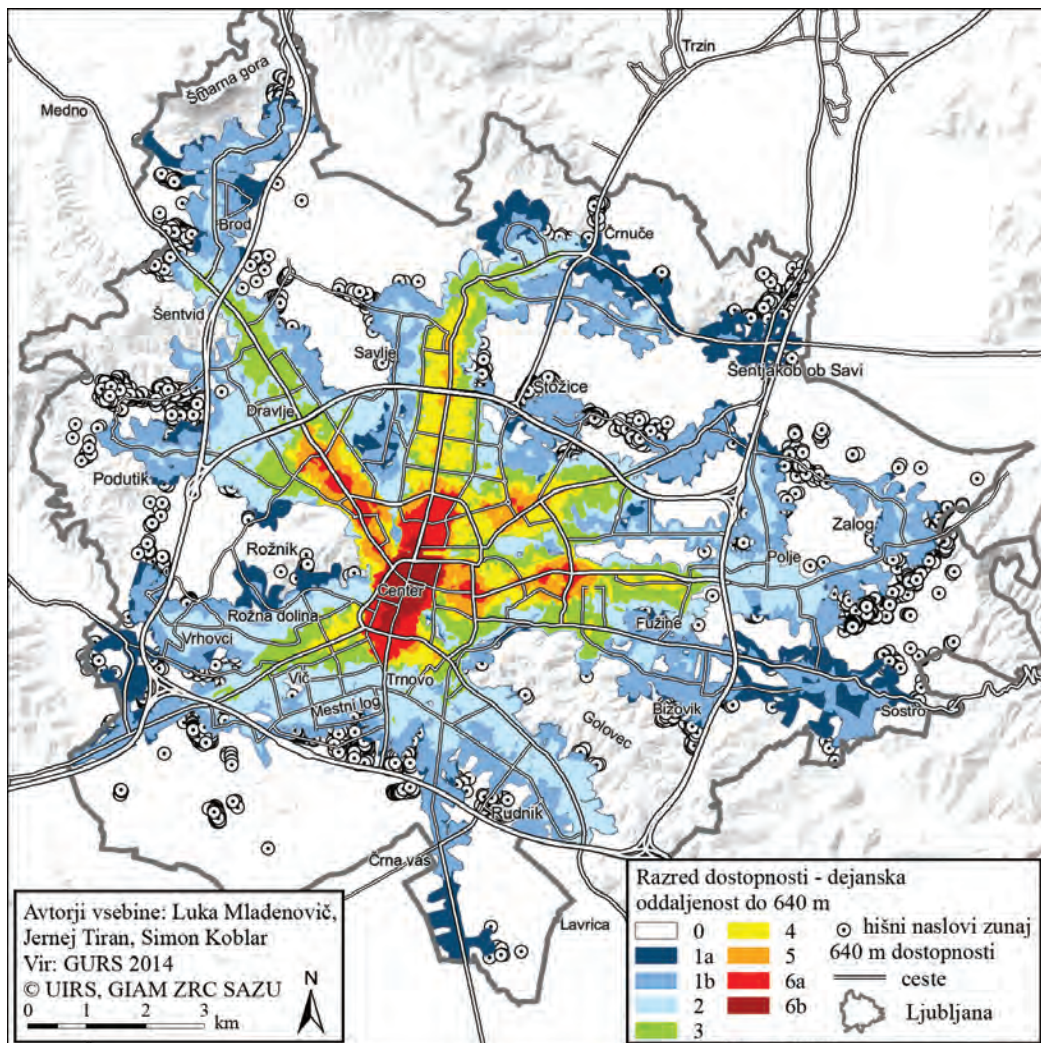 Trzin
Šmarna gora
Medno
Brod
Črnuče
Šentvid
Savlje
Šentjakob ob Savi
Stožice
Dravlje
Podutik
Zalog
Rožnik
Polje
Center
Rožna dolina
Fužine
Vrhovci
Vič
Trnovo
Mestni log
Bizovik
Sostro
Golovec
Rudnik
Črna vas
Lavrica
Avtorji vsebine: Luka Mladenovič,
Jernej Tiran, Simon Koblar
Vir: GURS 2014
© UIRS, GIAM ZRC SAZU
N
0 1 2 3
km
Razred dostopnosti - dejanska
oddaljenost do 640 m
0
1a
1b
2
3
4
5
6a
6b
hišni naslovi zunaj
640 m dostopnosti
ceste
Ljubljana